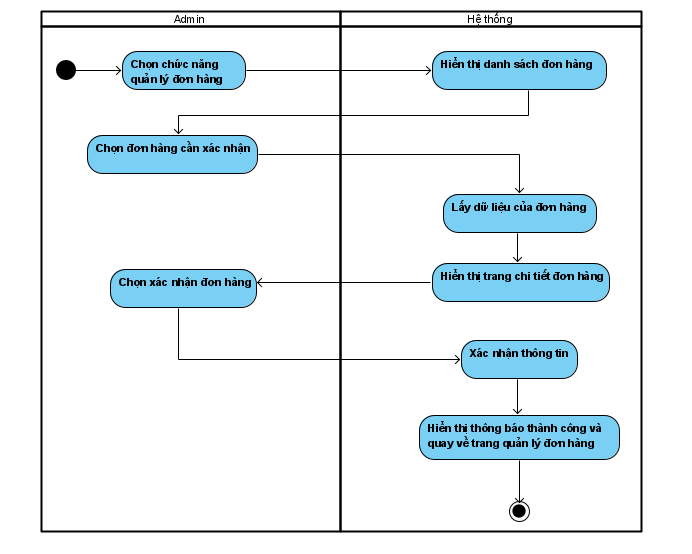 Admin
Hệ thống
Chọn chức năng
quản lý đơn hàng
Hiển thị danh sách đơn hàng
Chọn đơn hàng cần xác nhận
Lấy dữ liệu của đơn hàng
Hiển thị trang chi tiết đơn hàng
Chọn xác nhận đơn hàng
Xác nhận thông tin
Hiển thị thông báo thành công và
quay về trang quản lý đơn hàng